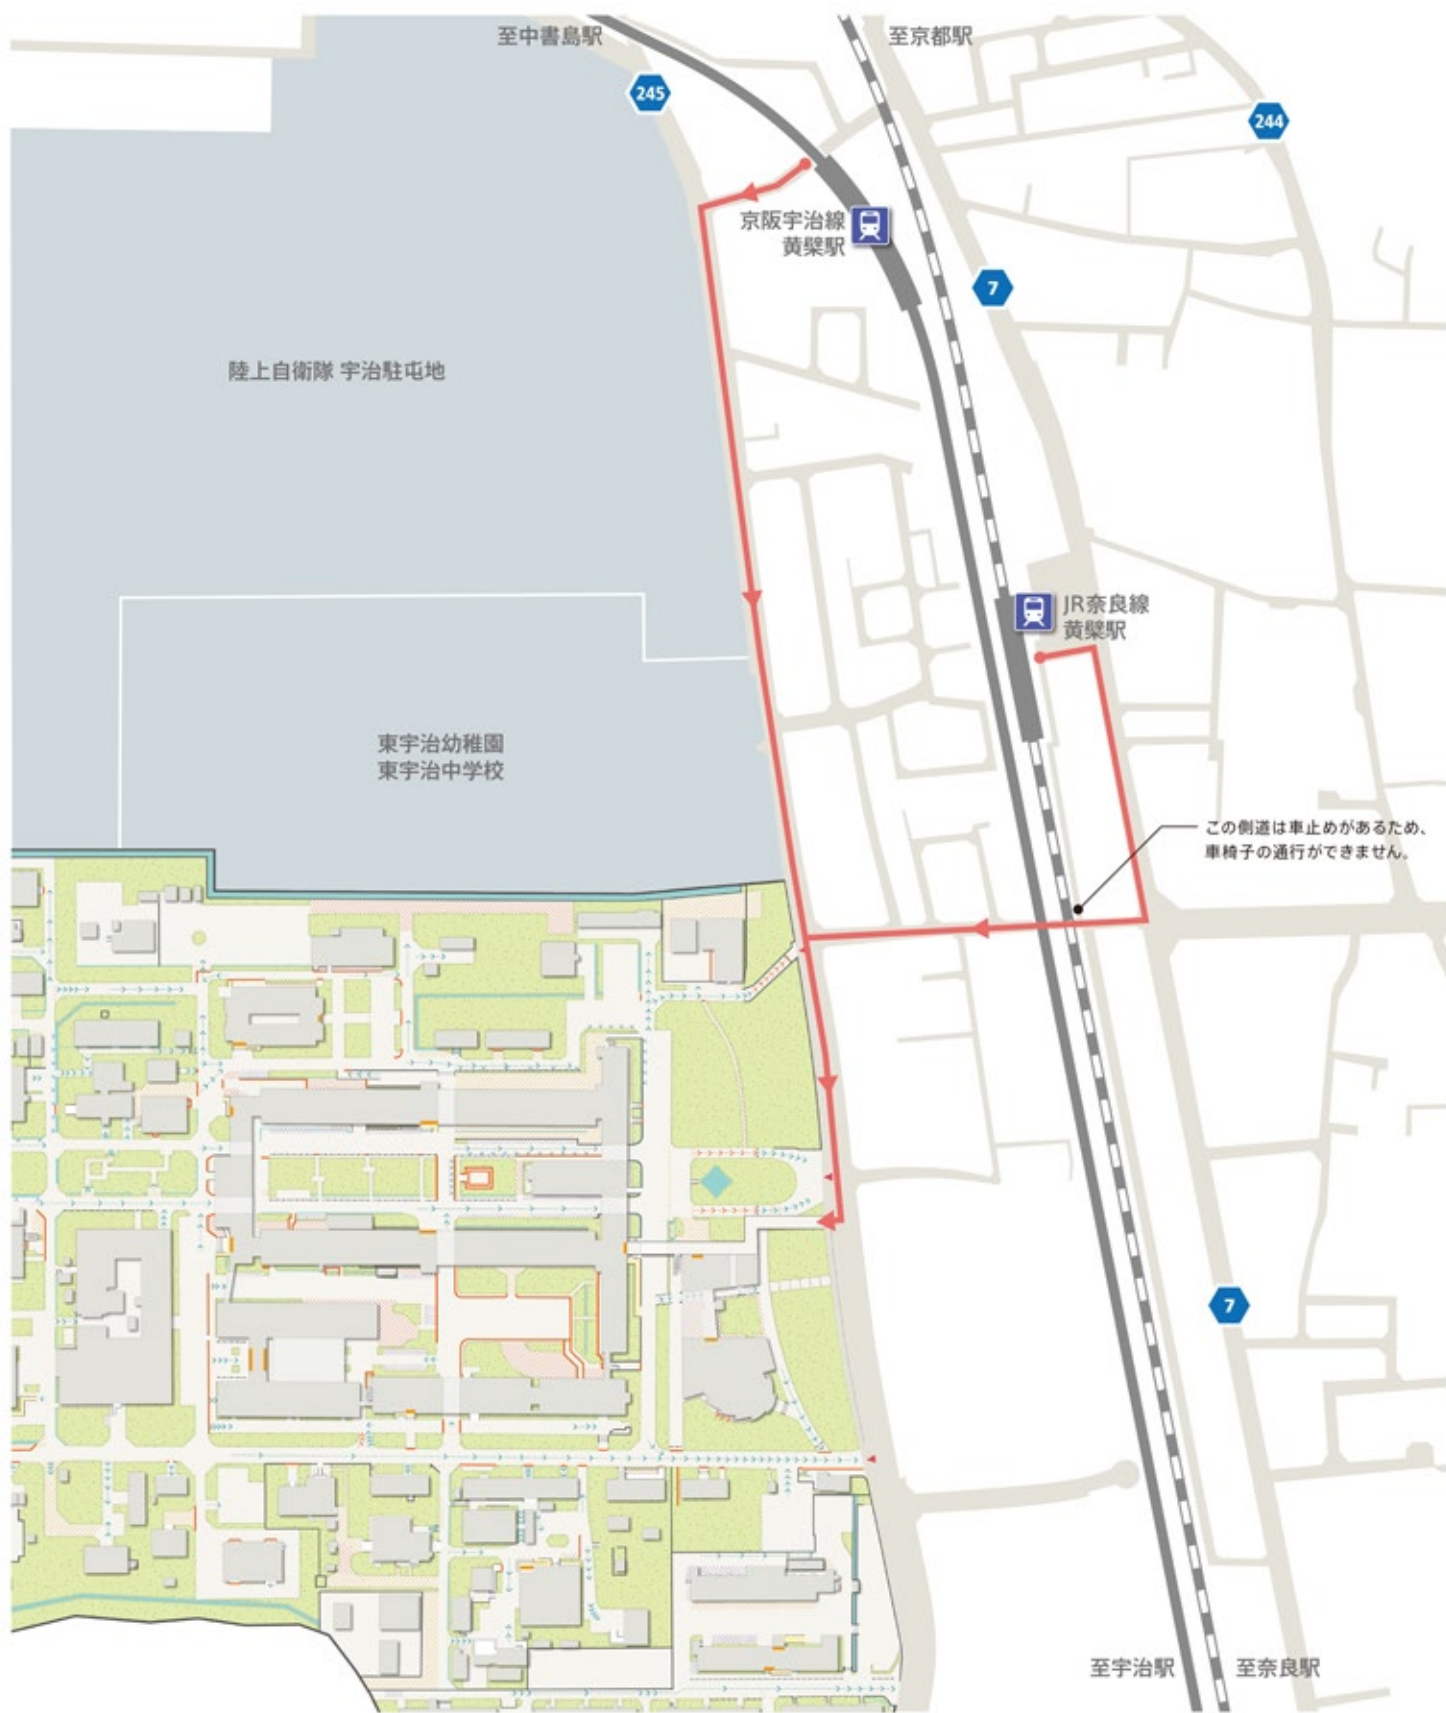 至中書島駅
至京都駅
245
244
京阪宇治線
黄檗駅
7
陸上自衛隊 宇治駐屯地
JR奈良線
黄檗駅
東宇治幼稚園
東宇治中学校
この側道は車止めがあるため、
車椅子の通行ができません。
7
至宇治駅
至奈良駅